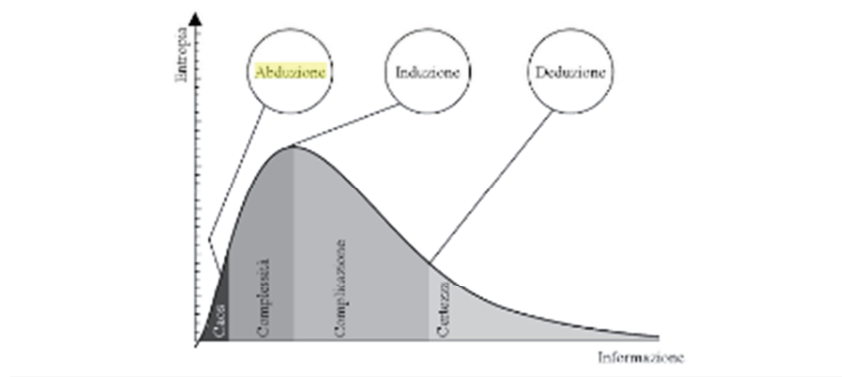 Entropia
Abduzione
Induzione
Deduzione
Caos
Complessità
Complicazione
Certezza
Informazione